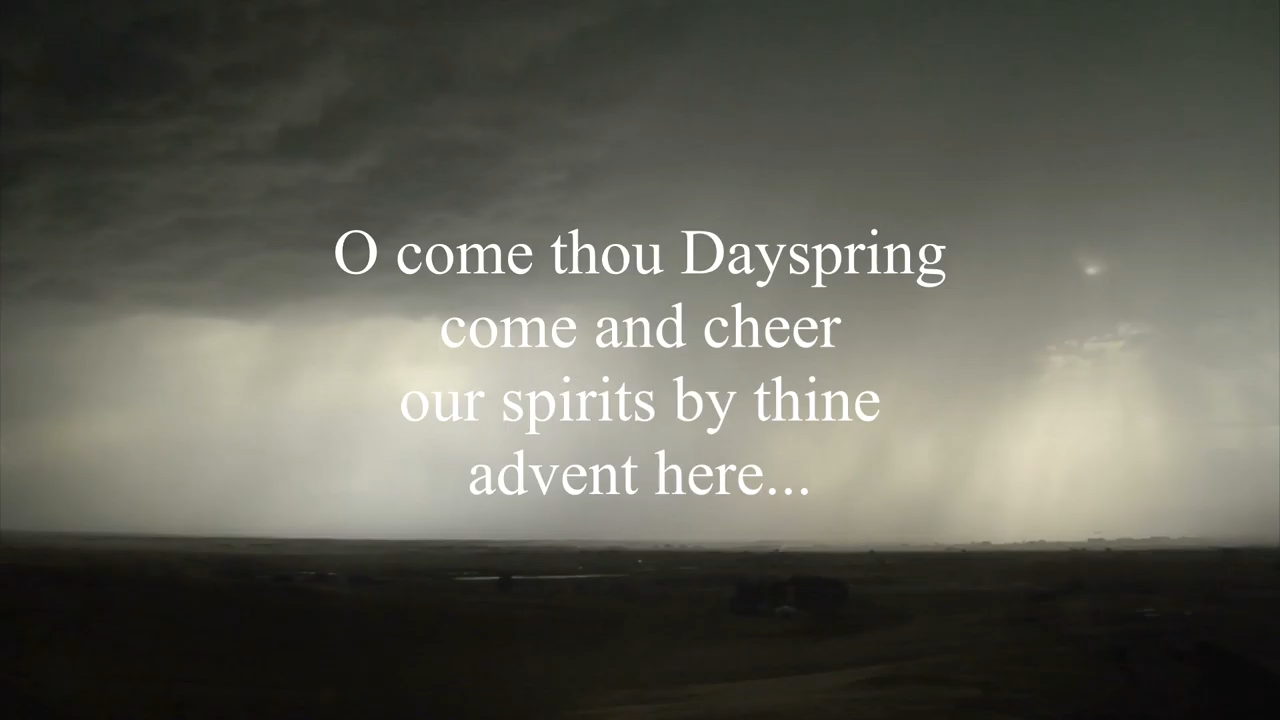 O come thou Dayspring
come and cheer
our spirits by thine
advent here...